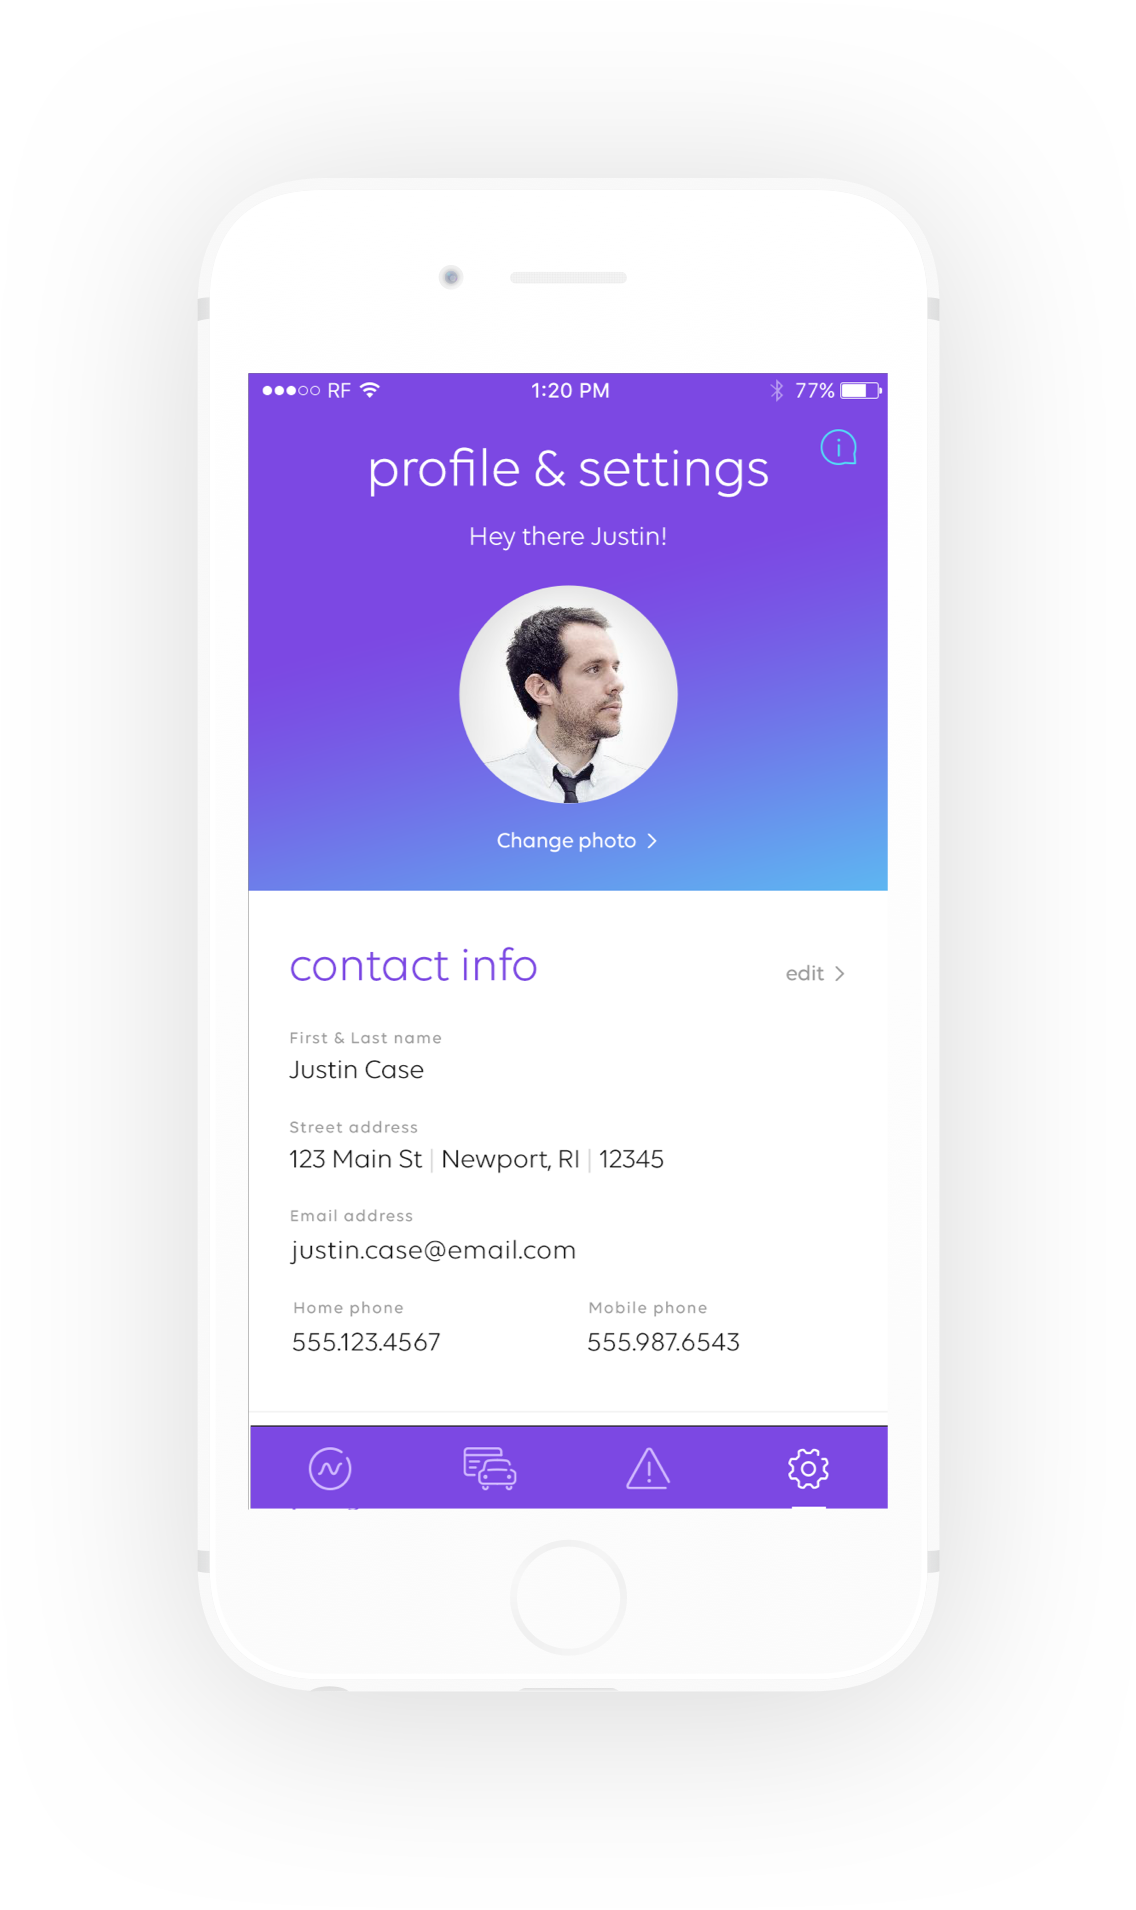 RF 1:20 PM 77%
profile & settings
Hey there Justin!
Change photo
contact info edit
First & Last name
Justin Case
Street address
123 Main St | Newport, RI | 12345
Email address
justin.case@email.com
Home phone Mobile phone
555.123.4567 555.987.6543